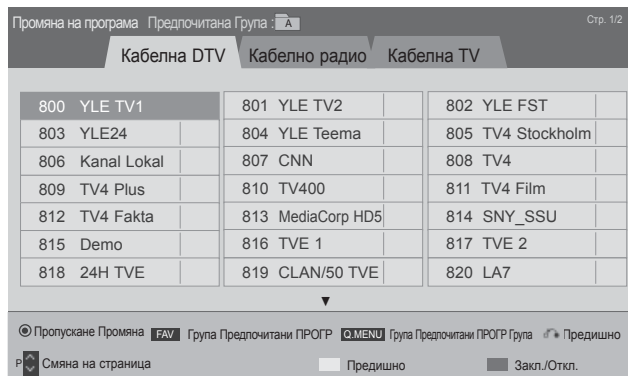 Промяна на програма Предпочитана Група : A Стр. 1/2
Кабелна DTV Кабелно радио Кабелна TV
800 YLE TV1 801 YLE TV2 802 YLE FST
803 YLE24 804 YLE Teema 805 TV4 Stockholm
806 Kanal Lokal 807 CNN 808 TV4
809 TV4 Plus 810 TV400 811 TV4 Film
812 TV4 Fakta 813 MediaCorp HD5 814 SNY_SSU
815 Demo 816 TVE 1 817 TVE 2
818 24H TVE 819 CLAN/50 TVE 820 LA7
▼
Пропускане Промяна FAV Група Предпочитани ПРОГР Q.MENU Група Предпочитани ПРОГР Група Предишно
P Смяна на страница Предишно Закл./Откл.